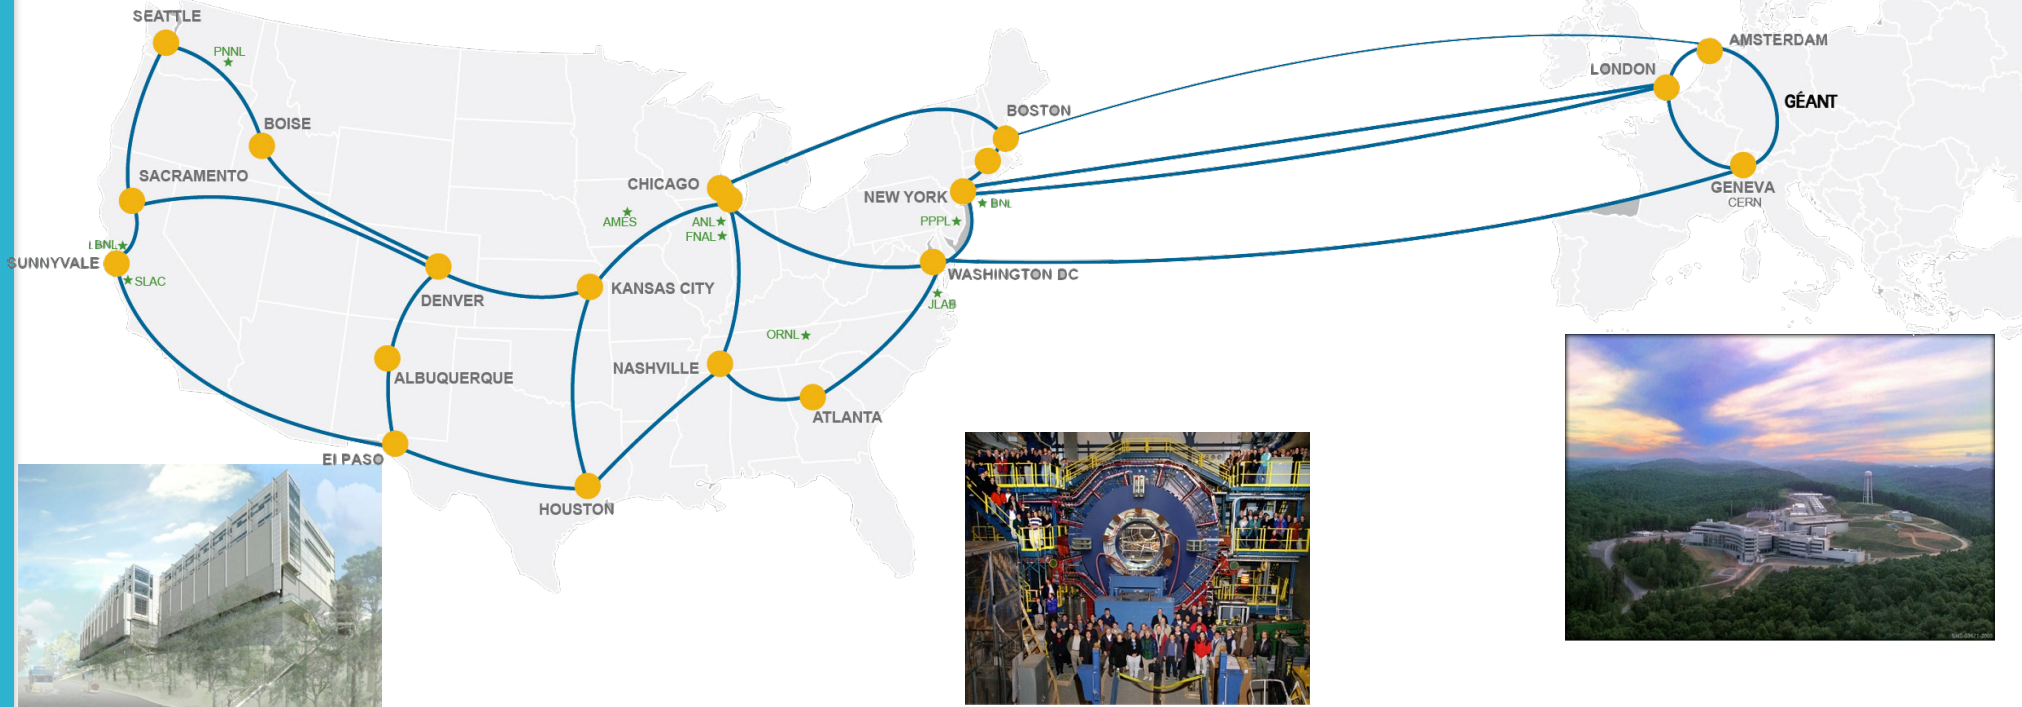 SEATTLE
PNNL
BOISE
SACRAMENTO
LBNL
SUNNYVALE
SLAC
DENVER
ALBUQUERQUE
El PASO
HOUSTON
KANSAS CITY
AMES
CHICAGO
ANL
FNAL
NASHVILLE
ORNL
ATLANTA
BOSTON
NEW YORK
BNL
PPPL
WASHINGTON DC
JLAB
AMSTERDAM
LONDON
GÉANT
GENEVA
CERN